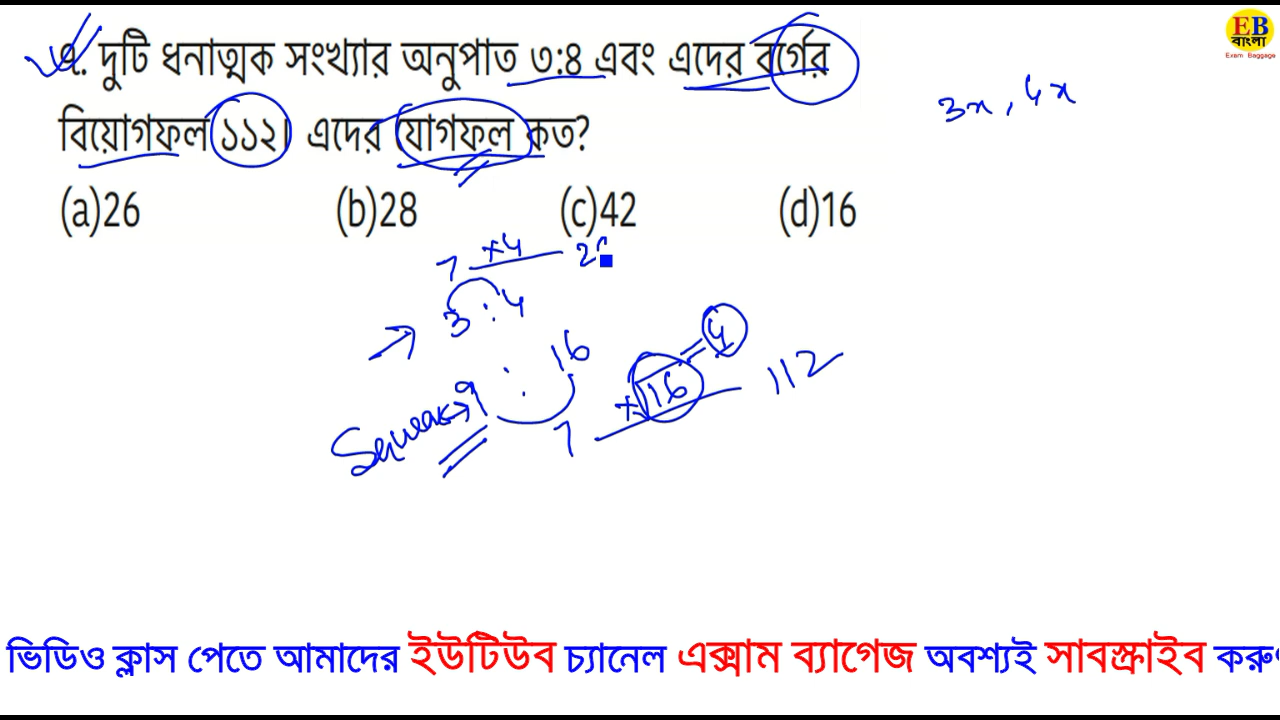 EB
বাংলা
Exam Baggage
৭. দুটি ধনাত্মক সংখ্যার অনুপাত ৩:৪ এবং এদের বর্গের
বিয়োগফল ১১২। এদের যোগফল কত?
(a)26 (b)28 (c)42 (d)16
3x, 4x
7 ×4 28
3 : 4
Square → 9 : 16
7 × 16 = 4 112
ভিডিও ক্লাস পেতে আমাদের ইউটিউব চ্যানেল এক্সাম ব্যাগেজ অবশ্যই সাবস্ক্রাইব